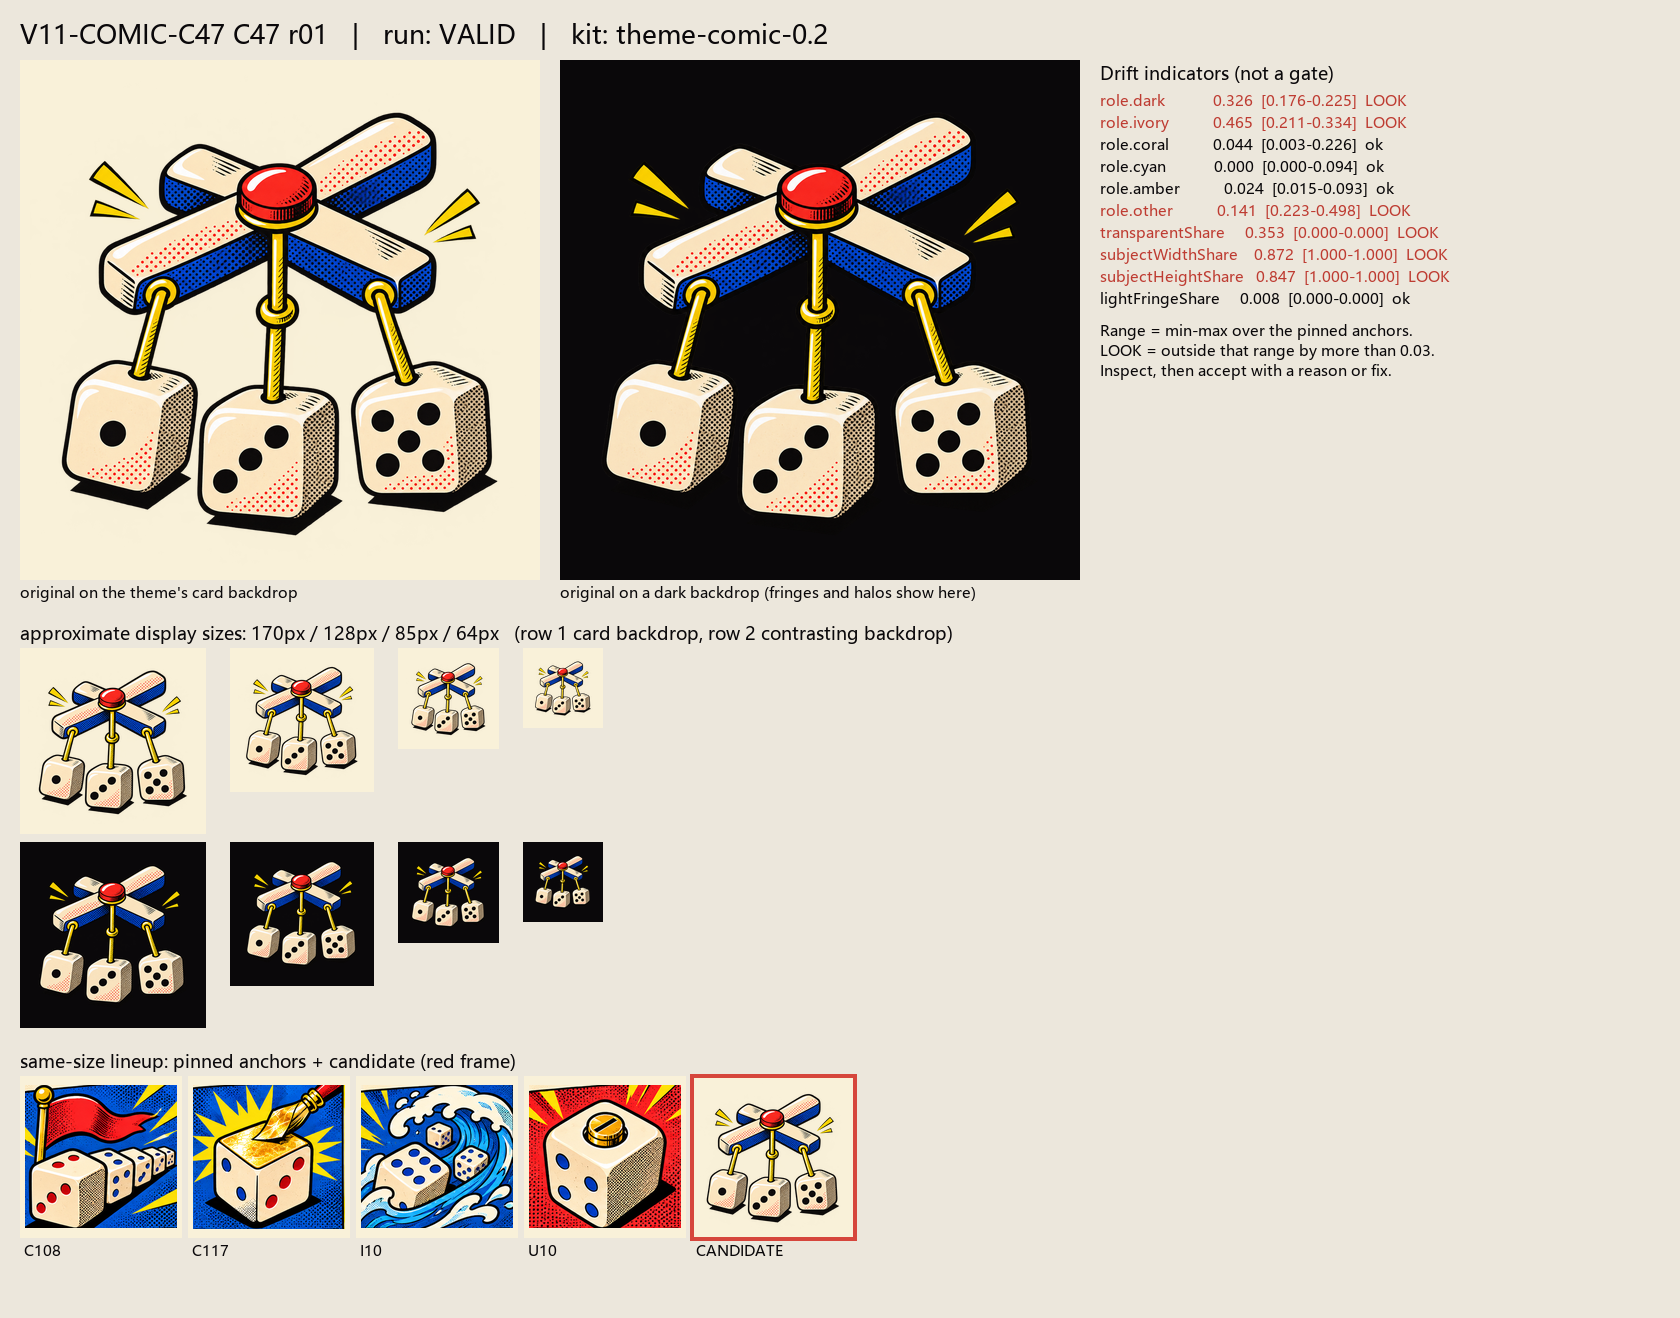 V11-COMIC-C47 C47 r01 | run: VALID | kit: theme-comic-0.2
Drift indicators (not a gate)
role.dark 0.326 [0.176-0.225] LOOK
role.ivory 0.465 [0.211-0.334] LOOK
role.coral 0.044 [0.003-0.226] ok
role.cyan 0.000 [0.000-0.094] ok
role.amber 0.024 [0.015-0.093] ok
role.other 0.141 [0.223-0.498] LOOK
transparentShare 0.353 [0.000-0.000] LOOK
subjectWidthShare 0.872 [1.000-1.000] LOOK
subjectHeightShare 0.847 [1.000-1.000] LOOK
lightFringeShare 0.008 [0.000-0.000] ok
Range = min-max over the pinned anchors.
LOOK = outside that range by more than 0.03.
Inspect, then accept with a reason or fix.
original on the theme's card backdrop
original on a dark backdrop (fringes and halos show here)
approximate display sizes: 170px / 128px / 85px / 64px (row 1 card backdrop, row 2 contrasting backdrop)
same-size lineup: pinned anchors + candidate (red frame)
C108
C117
I10
U10
CANDIDATE